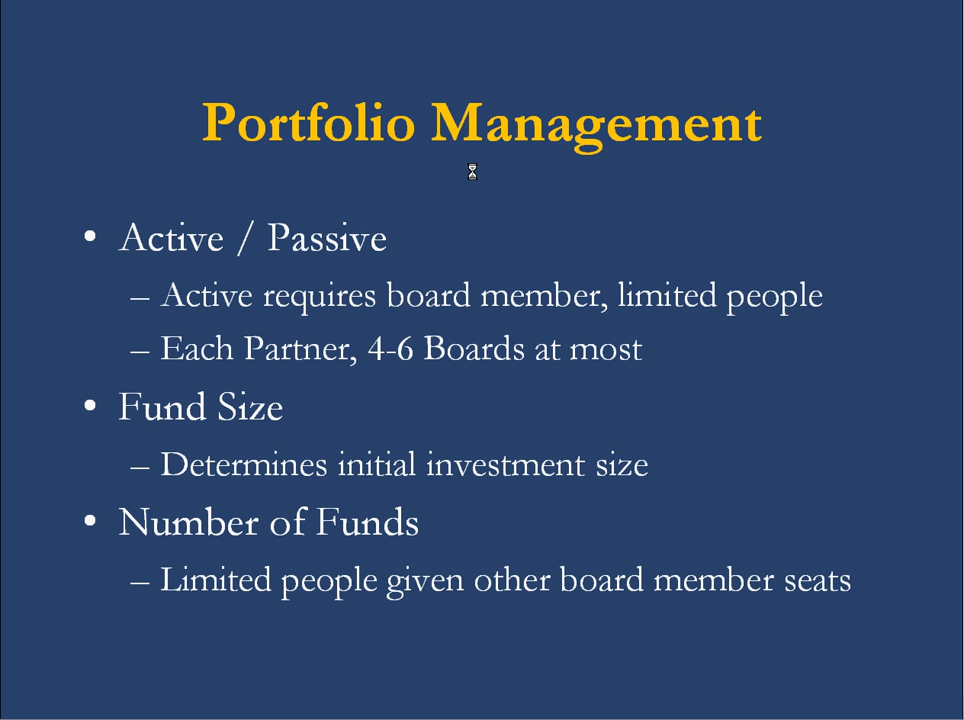 Portfolio Management
• Active / Passive
– Active requires board member, limited people
– Each Partner, 4-6 Boards at most
• Fund Size
– Determines initial investment size
• Number of Funds
– Limited people given other board member seats